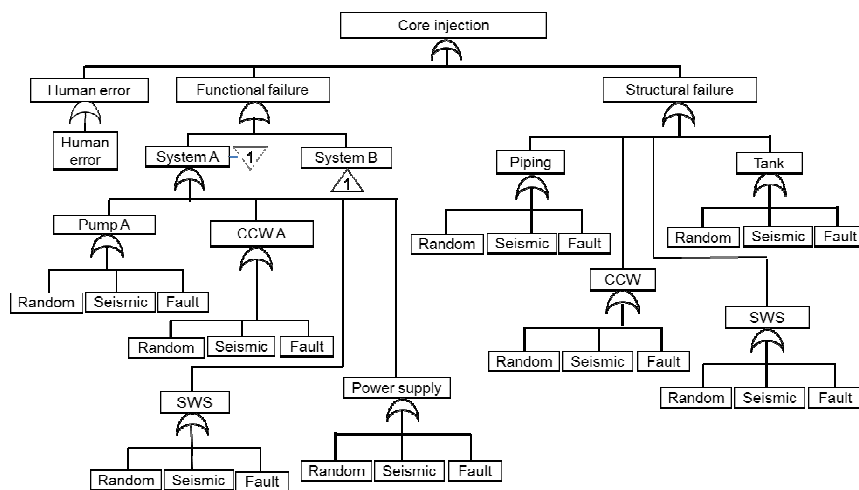 Core injection
Human error
Functional failure
Structural failure
Human
error
System A
1
System B
1
Piping
Tank
Pump A
CCW A
Random
Seismic
Fault
Random
Seismic
Fault
CCW
SWS
Random
Seismic
Fault
Random
Seismic
Fault
Random
Seismic
Fault
SWS
Power supply
Random
Seismic
Fault
Random
Seismic
Fault
Random
Seismic
Fault